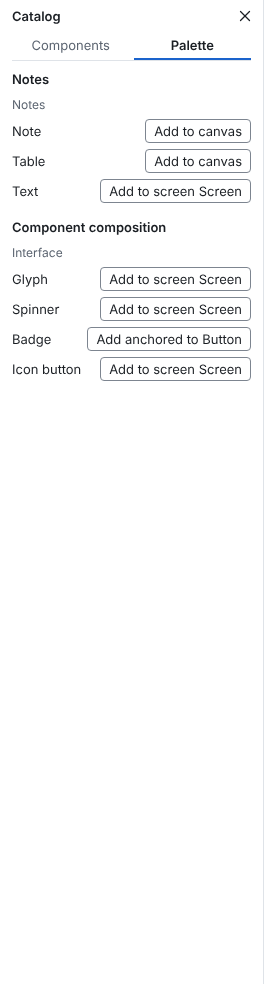 Catalog
Components Palette
Notes
Notes
Note Add to canvas
Table Add to canvas
Text Add to screen Screen
Component composition
Interface
Glyph Add to screen Screen
Spinner Add to screen Screen
Badge Add anchored to Button
Icon button Add to screen Screen